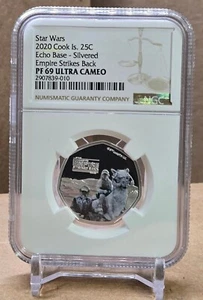 Star Wars
2020 Cook Is. 25C
Echo Base - Silvered
Empire Strikes Back
PF 69 ULTRA CAMEO
2907839-010
NUMISMATIC GUARANTY COMPANY
NGC